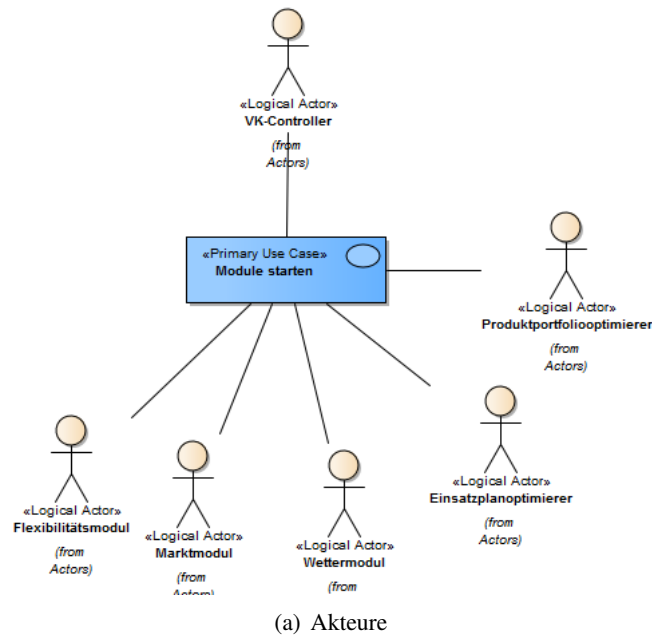 «Logical Actor»
VK-Controller
(from
Actors)
«Primary Use Case»
Module starten
«Logical Actor»
Produktportfoliooptimierer
(from
Actors)
«Logical Actor»
Einsatzplanoptimierer
(from
Actors)
«Logical Actor»
Flexibilitätsmodul
(from
Actors)
«Logical Actor»
Marktmodul
(from
Actors)
«Logical Actor»
Wettermodul
(from
(a) Akteure